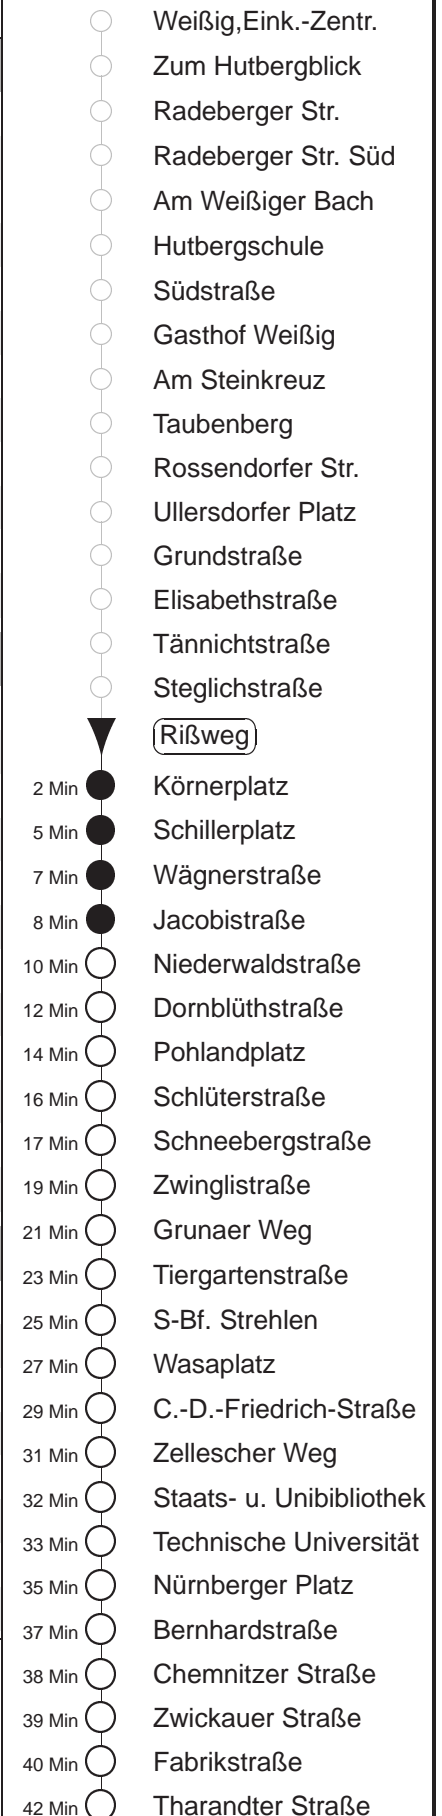 Weißig,Eink.-Zentr.
Zum Hutbergblick
Radeberger Str.
Radeberger Str. Süd
Am Weißiger Bach
Hutbergschule
Südstraße
Gasthof Weißig
Am Steinkreuz
Taubenberg
Rossendorfer Str.
Ullersdorfer Platz
Grundstraße
Elisabethstraße
Tännichtstraße
Steglichstraße
Rißweg
2 Min Körnerplatz
5 Min Schillerplatz
7 Min Wägnerstraße
8 Min Jacobistraße
10 Min Niederwaldstraße
12 Min Dornblüthstraße
14 Min Pohlandplatz
16 Min Schlüterstraße
17 Min Schneebergstraße
19 Min Zwinglistraße
21 Min Grunaer Weg
23 Min Tiergartenstraße
25 Min S-Bf. Strehlen
27 Min Wasaplatz
29 Min C.-D.-Friedrich-Straße
31 Min Zellescher Weg
32 Min Staats- u. Unibibliothek
33 Min Technische Universität
35 Min Nürnberger Platz
37 Min Bernhardstraße
38 Min Chemnitzer Straße
39 Min Zwickauer Straße
40 Min Fabrikstraße
42 Min Tharandter Straße